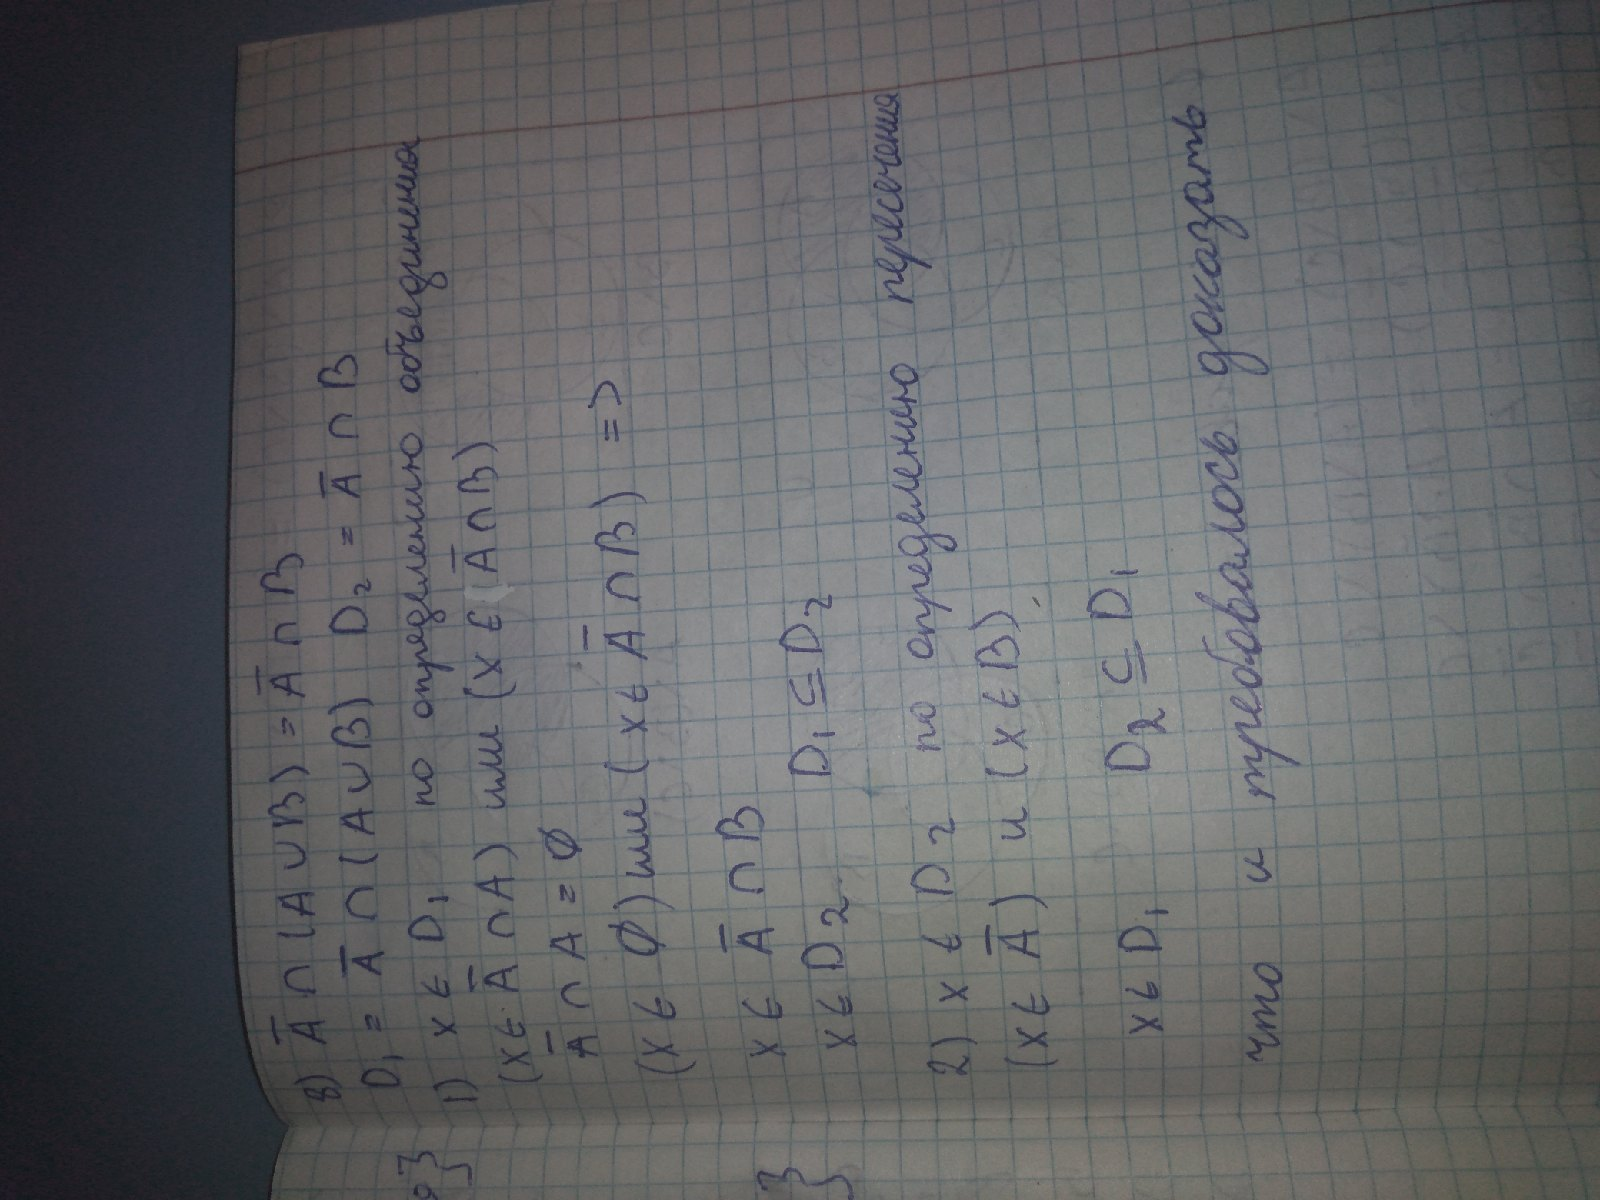 8) A̅ ∩ (A ∪ B) = A̅ ∩ B
D₁ = A̅ ∩ (A ∪ B) D₂ = A̅ ∩ B
1) x ∈ D₁ по определению объединения
(x ∈ A̅ ∩ A) или (x ∈ (A̅ ∩ B)
A̅ ∩ A = ∅
(x ∈ ∅) или (x ∈ A̅ ∩ B) =>
x ∈ A̅ ∩ B
x ∈ D₂ D₁ ⊆ D₂
2) x ∈ D₂ по определению пересечения
(x ∈ A̅) и (x ∈ B)
x ∈ D₁ D₂ ⊆ D₁
что и требовалось доказать